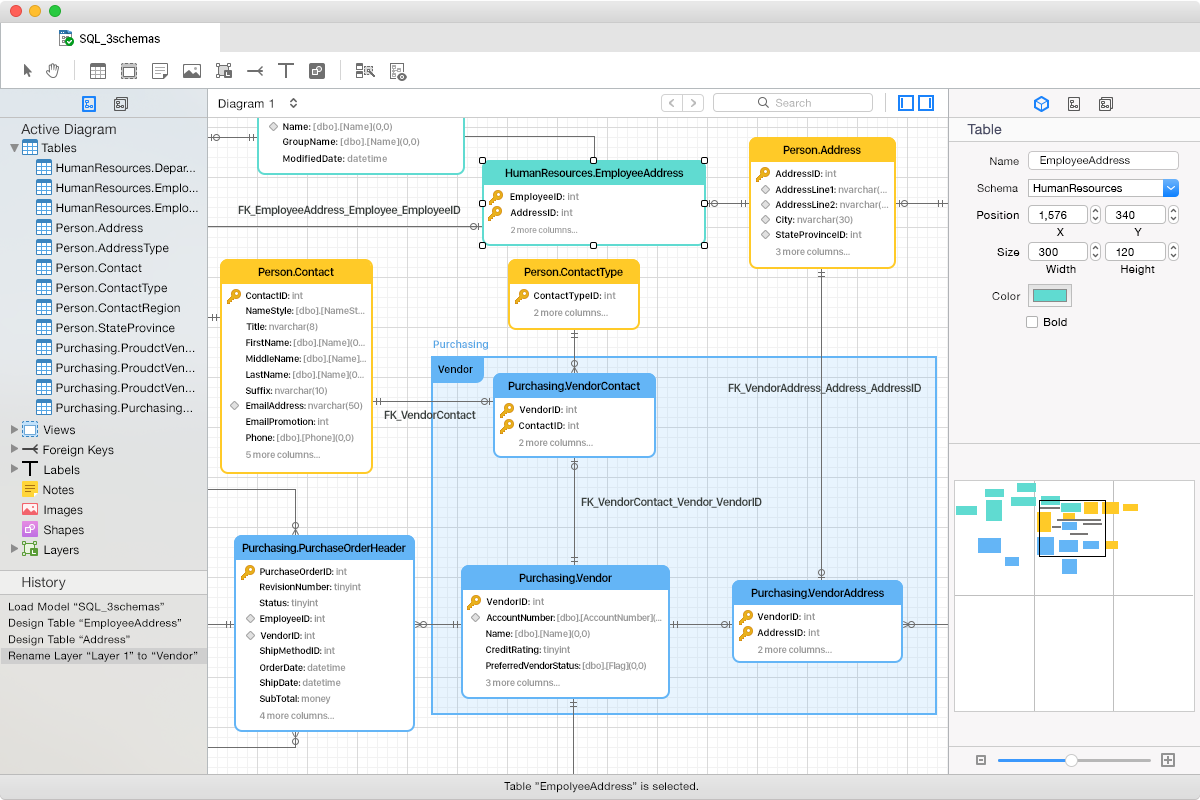 SQL_3schemas
Diagram 1
Search
Active Diagram
Tables
HumanResources.Depar...
HumanResources.Emplo...
HumanResources.Emplo...
Person.Address
Person.AddressType
Person.Contact
Person.ContactType
Person.ContactRegion
Person.StateProvince
Purchasing.ProudctVen...
Purchasing.ProudctVen...
Purchasing.ProudctVen...
Purchasing.Purchasing...
Views
Foreign Keys
Labels
Notes
Images
Shapes
Layers
History
Load Model “SQL_3schemas”
Design Table “EmployeeAddress”
Design Table “Address”
Rename Layer “Layer 1” to “Vendor”
Name: [dbo].[Name](0,0)
GroupName: [dbo].[Name](0,0)
ModifiedDate: datetime
HumanResources.EmployeeAddress
EmployeeID: int
AddressID: int
2 more columns...
FK_EmployeeAddress_Employee_EmployeeID
Person.Address
AddressID: int
AddressLine1: nvarchar(...
AddressLine2: nvarchar(...
City: nvarchar(30)
StateProvinceID: int
3 more columns...
Person.Contact
ContactID: int
NameStyle: [dbo].[NameSt...
Title: nvarchar(8)
FirstName: [dbo].[Name](0...
MiddleName: [dbo].[Name]...
LastName: [dbo].[Name](0...
Suffix: nvarchar(10)
EmailAddress: nvarchar(50)
EmailPromotion: int
Phone: [dbo].[Phone](0,0)
5 more columns...
Person.ContactType
ContactTypeID: int
2 more columns...
Purchasing
Vendor
Purchasing.VendorContact
VendorID: int
ContactID: int
2 more columns...
FK_VendorContact
FK_VendorAddress_Address_AddressID
FK_VendorContact_Vendor_VendorID
Purchasing.PurchaseOrderHeader
PurchaseOrderID: int
RevisionNumber: tinyint
Status: tinyint
EmployeeID: int
VendorID: int
ShipMethodID: int
OrderDate: datetime
ShipDate: datetime
SubTotal: money
4 more columns...
Purchasing.Vendor
VendorID: int
AccountNumber: [dbo].[AccountNumber](...
Name: [dbo].[Name](0,0)
CreditRating: tinyint
PreferredVendorStatus: [dbo].[Flag](0,0)
3 more columns...
Purchasing.VendorAddress
VendorID: int
AddressID: int
2 more columns...
Table
Name EmployeeAddress
Schema HumanResources
Position 1,576 340
X Y
Size 300 120
Width Height
Color
Bold
Table “EmpolyeeAddress” is selected.